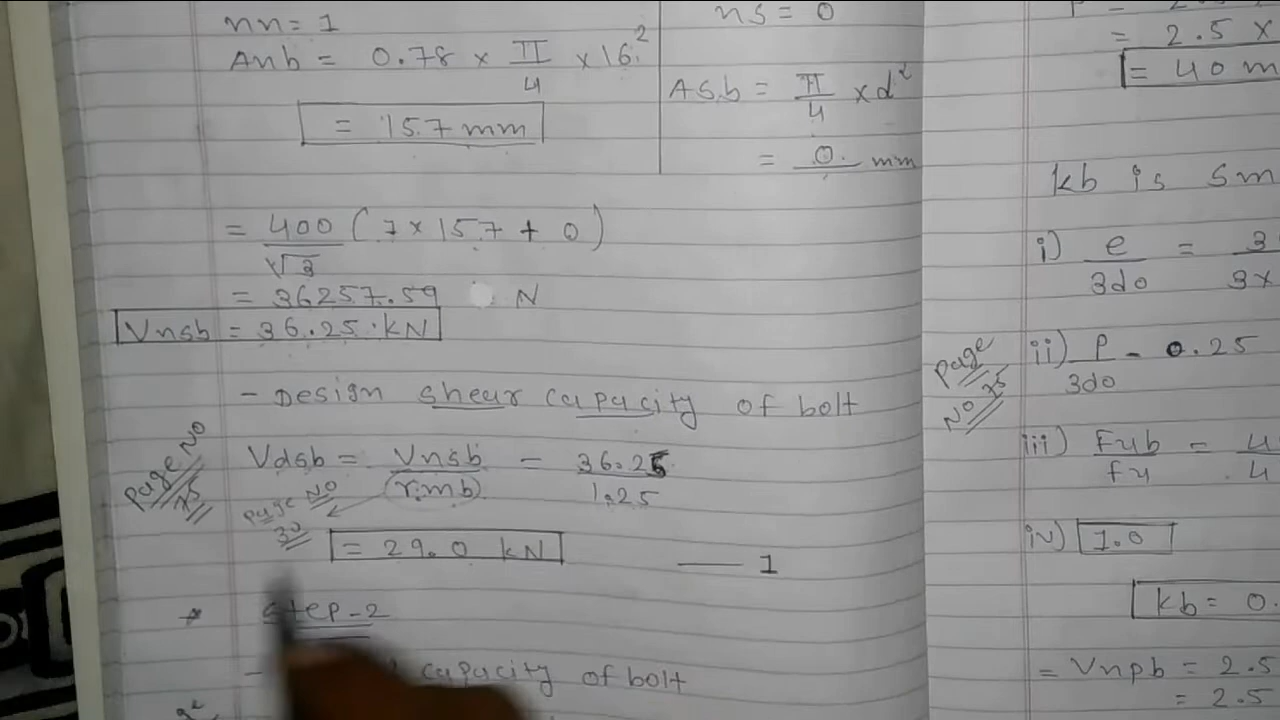 nn = 1
Anb = 0.78 × π/4 × 16²
= 157 mm
ns = 0
Asb = π/4 × d²
= 0. mm
= 400/√3 (7 × 157 + 0)
= 36257.59 N
Vnsb = 36.25 kN
- Design shear capacity of bolt
Page NO 75
Vdsb = Vnsb/(rmb) = 36.25/1.25
Page NO 30
= 29.0 kN —— 1
* Step-2
- capacity of bolt
= 2.5 ×
= 40 m
kb is sm
i) e/3do = 3/3×
Page NO 75
ii) P/3do - 0.25
iii) Fub/fu = 4/4
iv) 1.0
kb = 0.
= Vnpb = 2.5
= 2.5